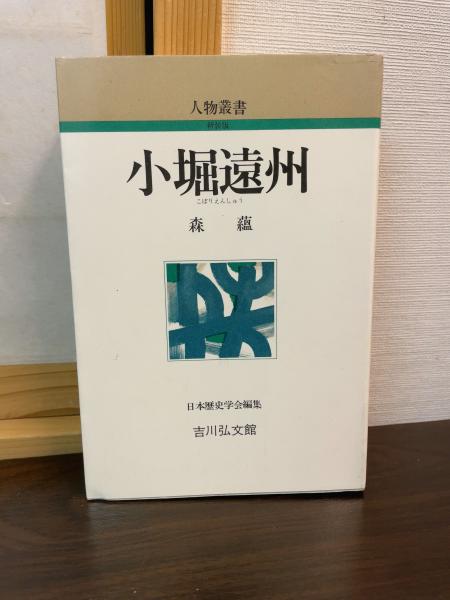 人物叢書
新装版
小堀遠州
こぼりえんしゅう
森 蘊
日本歴史学会編集
吉川弘文館